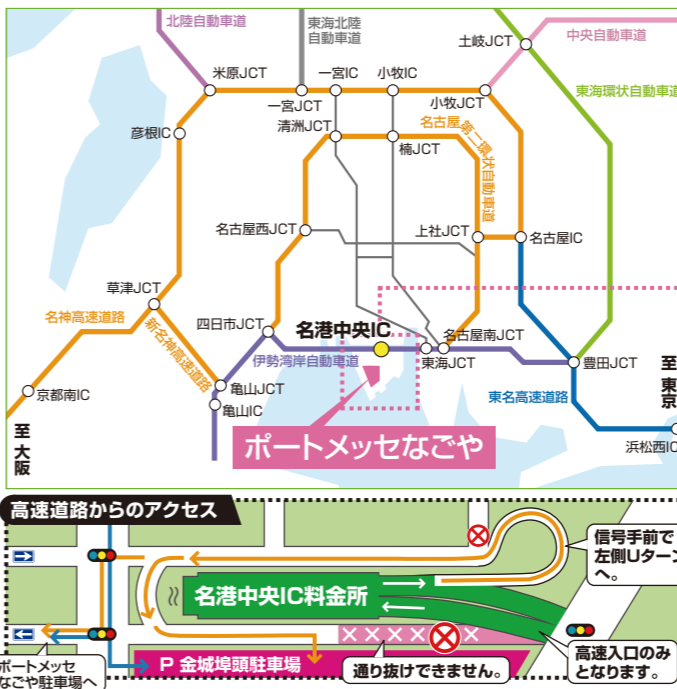 北陸自動車道
東海北陸
自動車道
土岐JCT
中央自動車道
米原JCT
一宮IC
小牧IC
東海環状自動車道
一宮JCT
小牧JCT
清洲JCT
名古屋第二環状自動車道
彦根IC
楠JCT
名古屋西JCT
上社JCT
名古屋IC
草津JCT
名神高速道路
新名神高速道路
四日市JCT
名港中央IC
名古屋南JCT
伊勢湾岸自動車道
東海JCT
豊田JCT
至東京
京都南IC
亀山JCT
亀山IC
東名高速道路
至大阪
ポートメッセなごや
浜松西IC
高速道路からのアクセス
信号手前で
左側Uターン
へ。
名港中央IC料金所
ポートメッセ
なごや駐車場へ
P 金城埠頭駐車場
通り抜けできません。
高速入口のみ
となります。